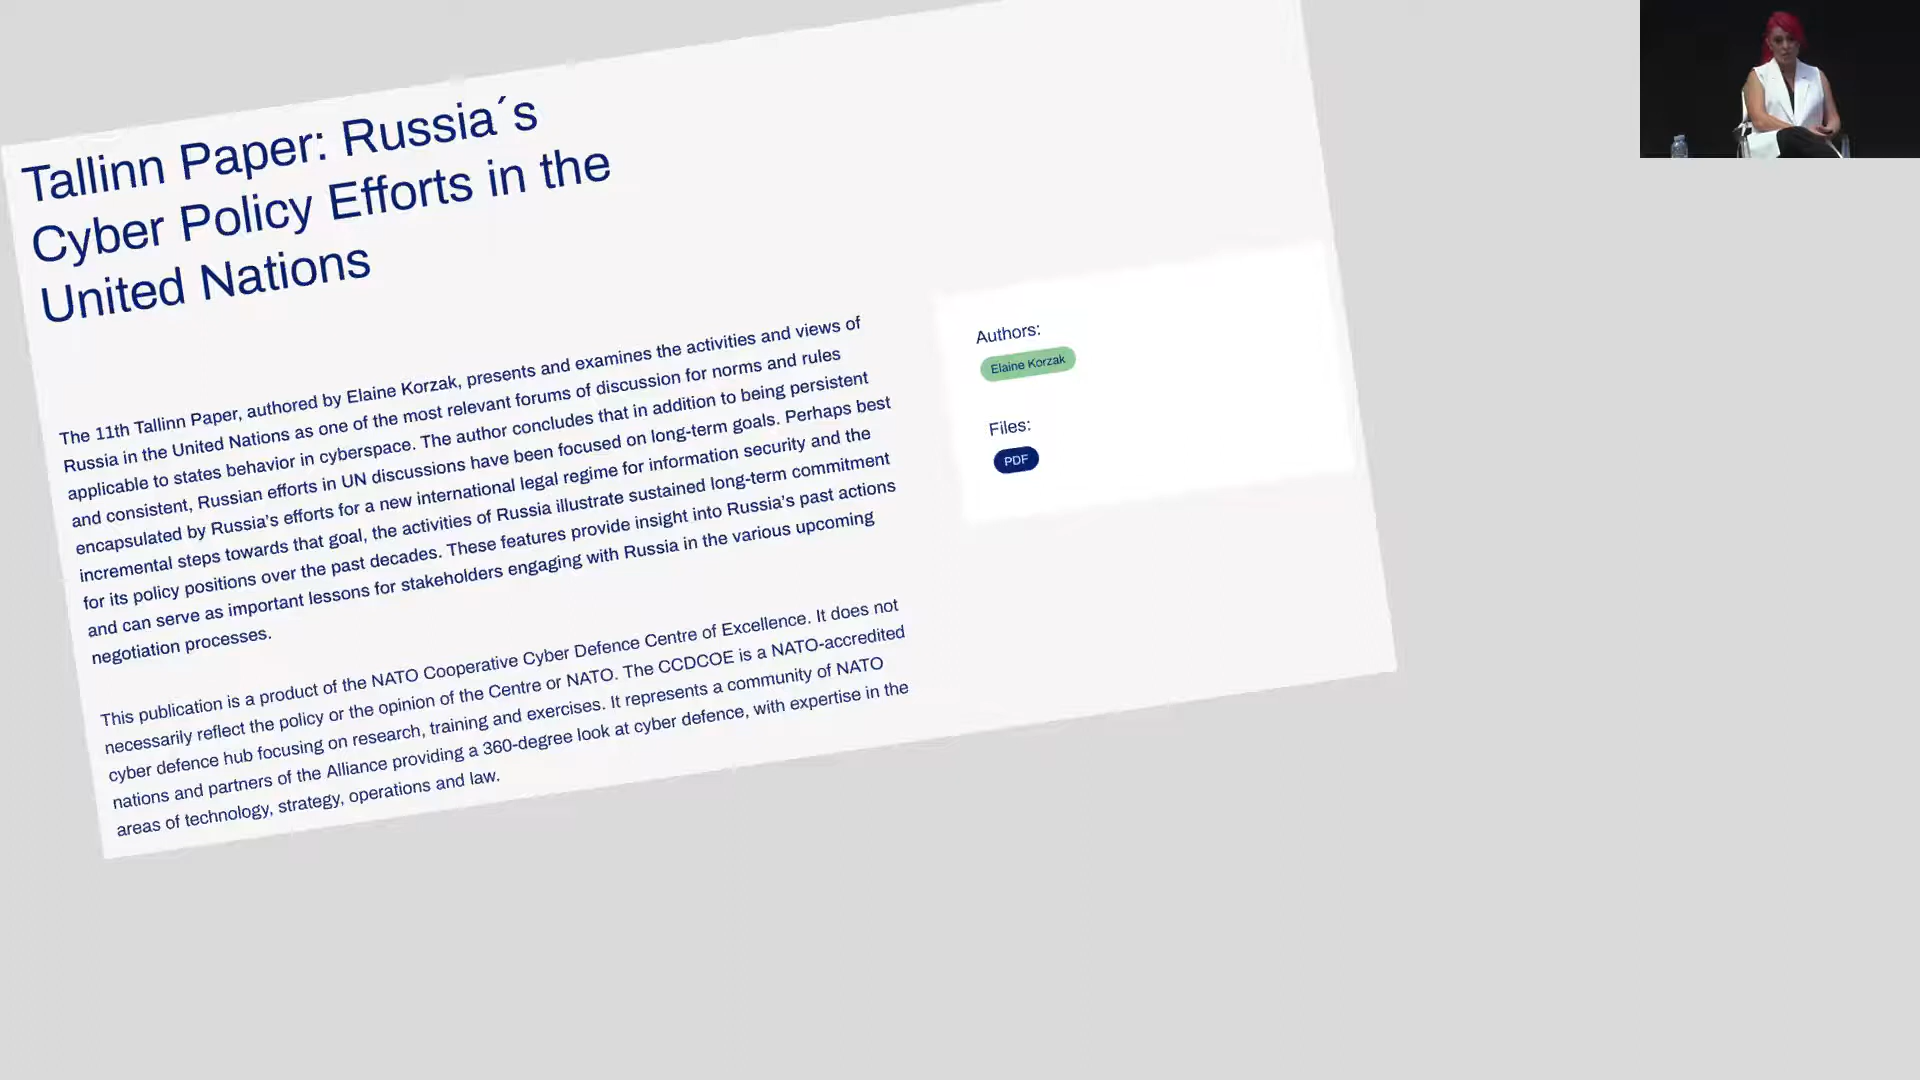 Tallinn Paper: Russia´s
Cyber Policy Efforts in the
United Nations
The 11th Tallinn Paper, authored by Elaine Korzak, presents and examines the activities and views of
Russia in the United Nations as one of the most relevant forums of discussion for norms and rules
applicable to states behavior in cyberspace. The author concludes that in addition to being persistent
and consistent, Russian efforts in UN discussions have been focused on long-term goals. Perhaps best
encapsulated by Russia’s efforts for a new international legal regime for information security and the
incremental steps towards that goal, the activities of Russia illustrate sustained long-term commitment
for its policy positions over the past decades. These features provide insight into Russia’s past actions
and can serve as important lessons for stakeholders engaging with Russia in the various upcoming
negotiation processes.
This publication is a product of the NATO Cooperative Cyber Defence Centre of Excellence. It does not
necessarily reflect the policy or the opinion of the Centre or NATO. The CCDCOE is a NATO-accredited
cyber defence hub focusing on research, training and exercises. It represents a community of NATO
nations and partners of the Alliance providing a 360-degree look at cyber defence, with expertise in the
areas of technology, strategy, operations and law.
Authors:
Elaine Korzak
Files:
PDF